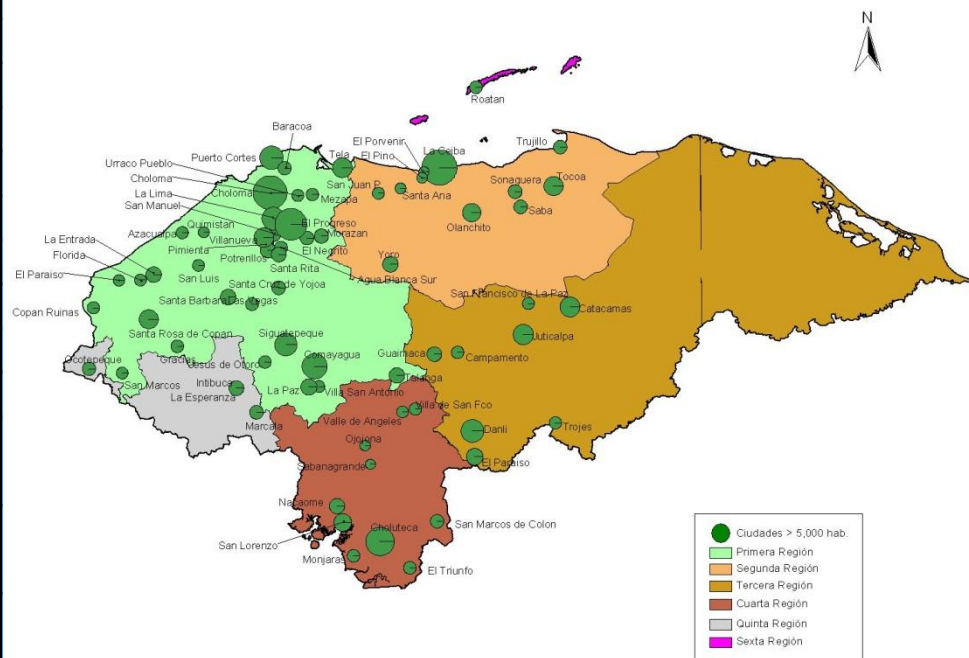 N
Roatan
Baracoa
Puerto Cortes
Tela
El Porvenir
El Pino
La Ceiba
Trujillo
Urraco Pueblo
Choloma
La Lima
San Manuel
Choloma
Mezapa
San Juan P.
Santa Ana
Sonaguera
Tocoa
Saba
Olanchito
Azacualpa
Quimistan
Villanueva
Pimienta
Potrerillos
El Progreso
Morazan
El Negrito
Santa Rita
Agua Blanca Sur
Yoro
La Entrada
Florida
El Paraiso
San Luis
Santa Cruz de Yojoa
Santa Barbara
Las Vegas
Copan Ruinas
San Francisco de La Paz
Catacamas
Santa Rosa de Copan
Siguatepeque
Juticalpa
Gracias
Jesus de Otoro
Comayagua
Guaimaca
Campamento
Ocotepeque
San Marcos
Intibuca
La Esperanza
La Paz
Villa San Antonio
Talanga
Marcala
Valle de Angeles
Villa de San Fco
Ojojona
Danli
Trojes
Sabanagrande
El Paraiso
Nacaome
San Lorenzo
Choluteca
San Marcos de Colon
Monjaras
El Triunfo
Ciudades > 5,000 hab.
Primera Región
Segunda Región
Tercera Región
Cuarta Región
Quinta Región
Sexta Región